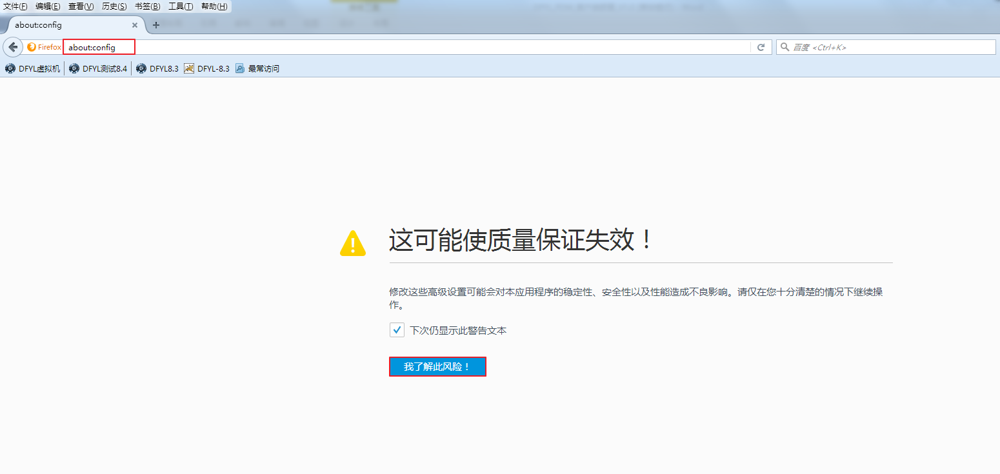 文件(F) 编辑(E) 查看(V) 历史(S) 书签(B) 工具(T) 帮助(H)
about:config
Firefox about:config 百度 <Ctrl+K>
DFYL虚拟机 DFYL测试8.4 DFYL8.3 DFYL-8.3 最常访问
这可能使质量保证失效！
修改这些高级设置可能会对本应用程序的稳定性、安全性以及性能造成不良影响。请仅在您十分清楚的情况下继续操
作。
下次仍显示此警告文本
我了解此风险！